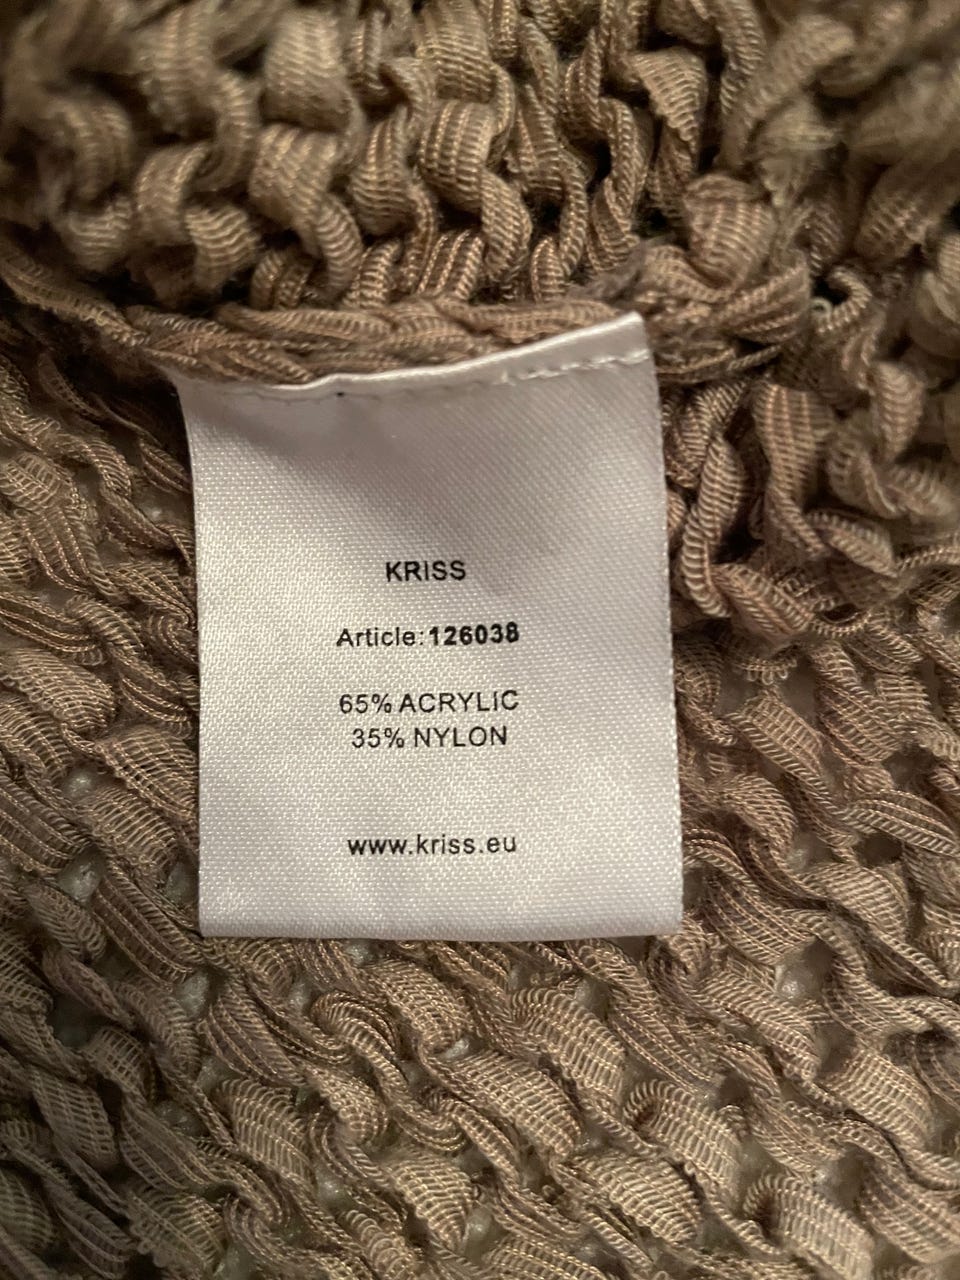 KRISS
Article:126038
65% ACRYLIC
35% NYLON
www.kriss.eu